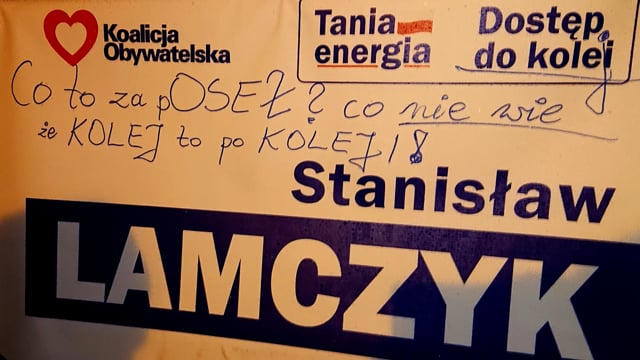 Koalicja
Obywatelska
Tania
energia
Dostęp
do kolei
Co to za pOSEŁ? co nie wie
że KOLEJ to po KOLEJI!
Stanisław
LAMCZYK